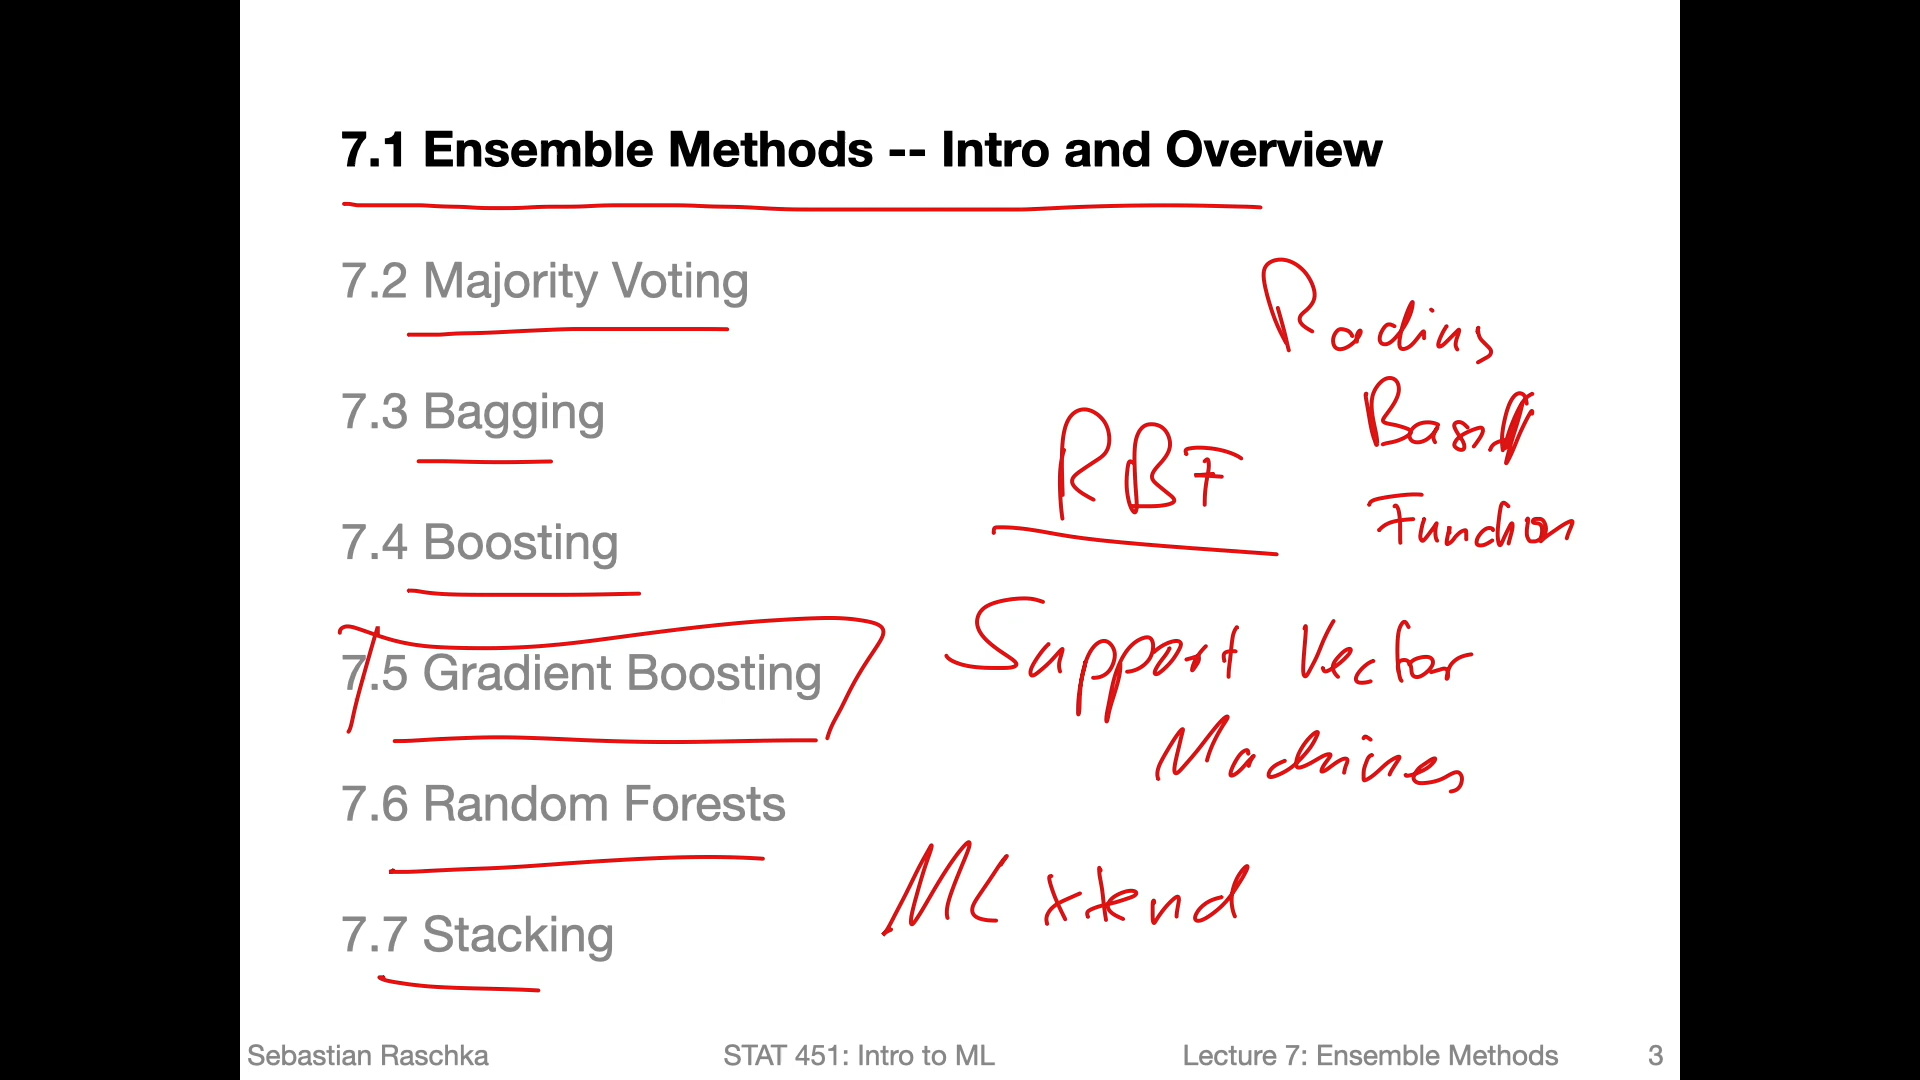 7.1 Ensemble Methods -- Intro and Overview
7.2 Majority Voting
7.3 Bagging
7.4 Boosting
7.5 Gradient Boosting
7.6 Random Forests
7.7 Stacking
Radius
Basis
Function
RBF
Support Vector
Machines
MLxtend
Sebastian Raschka
STAT 451: Intro to ML
Lecture 7: Ensemble Methods
3